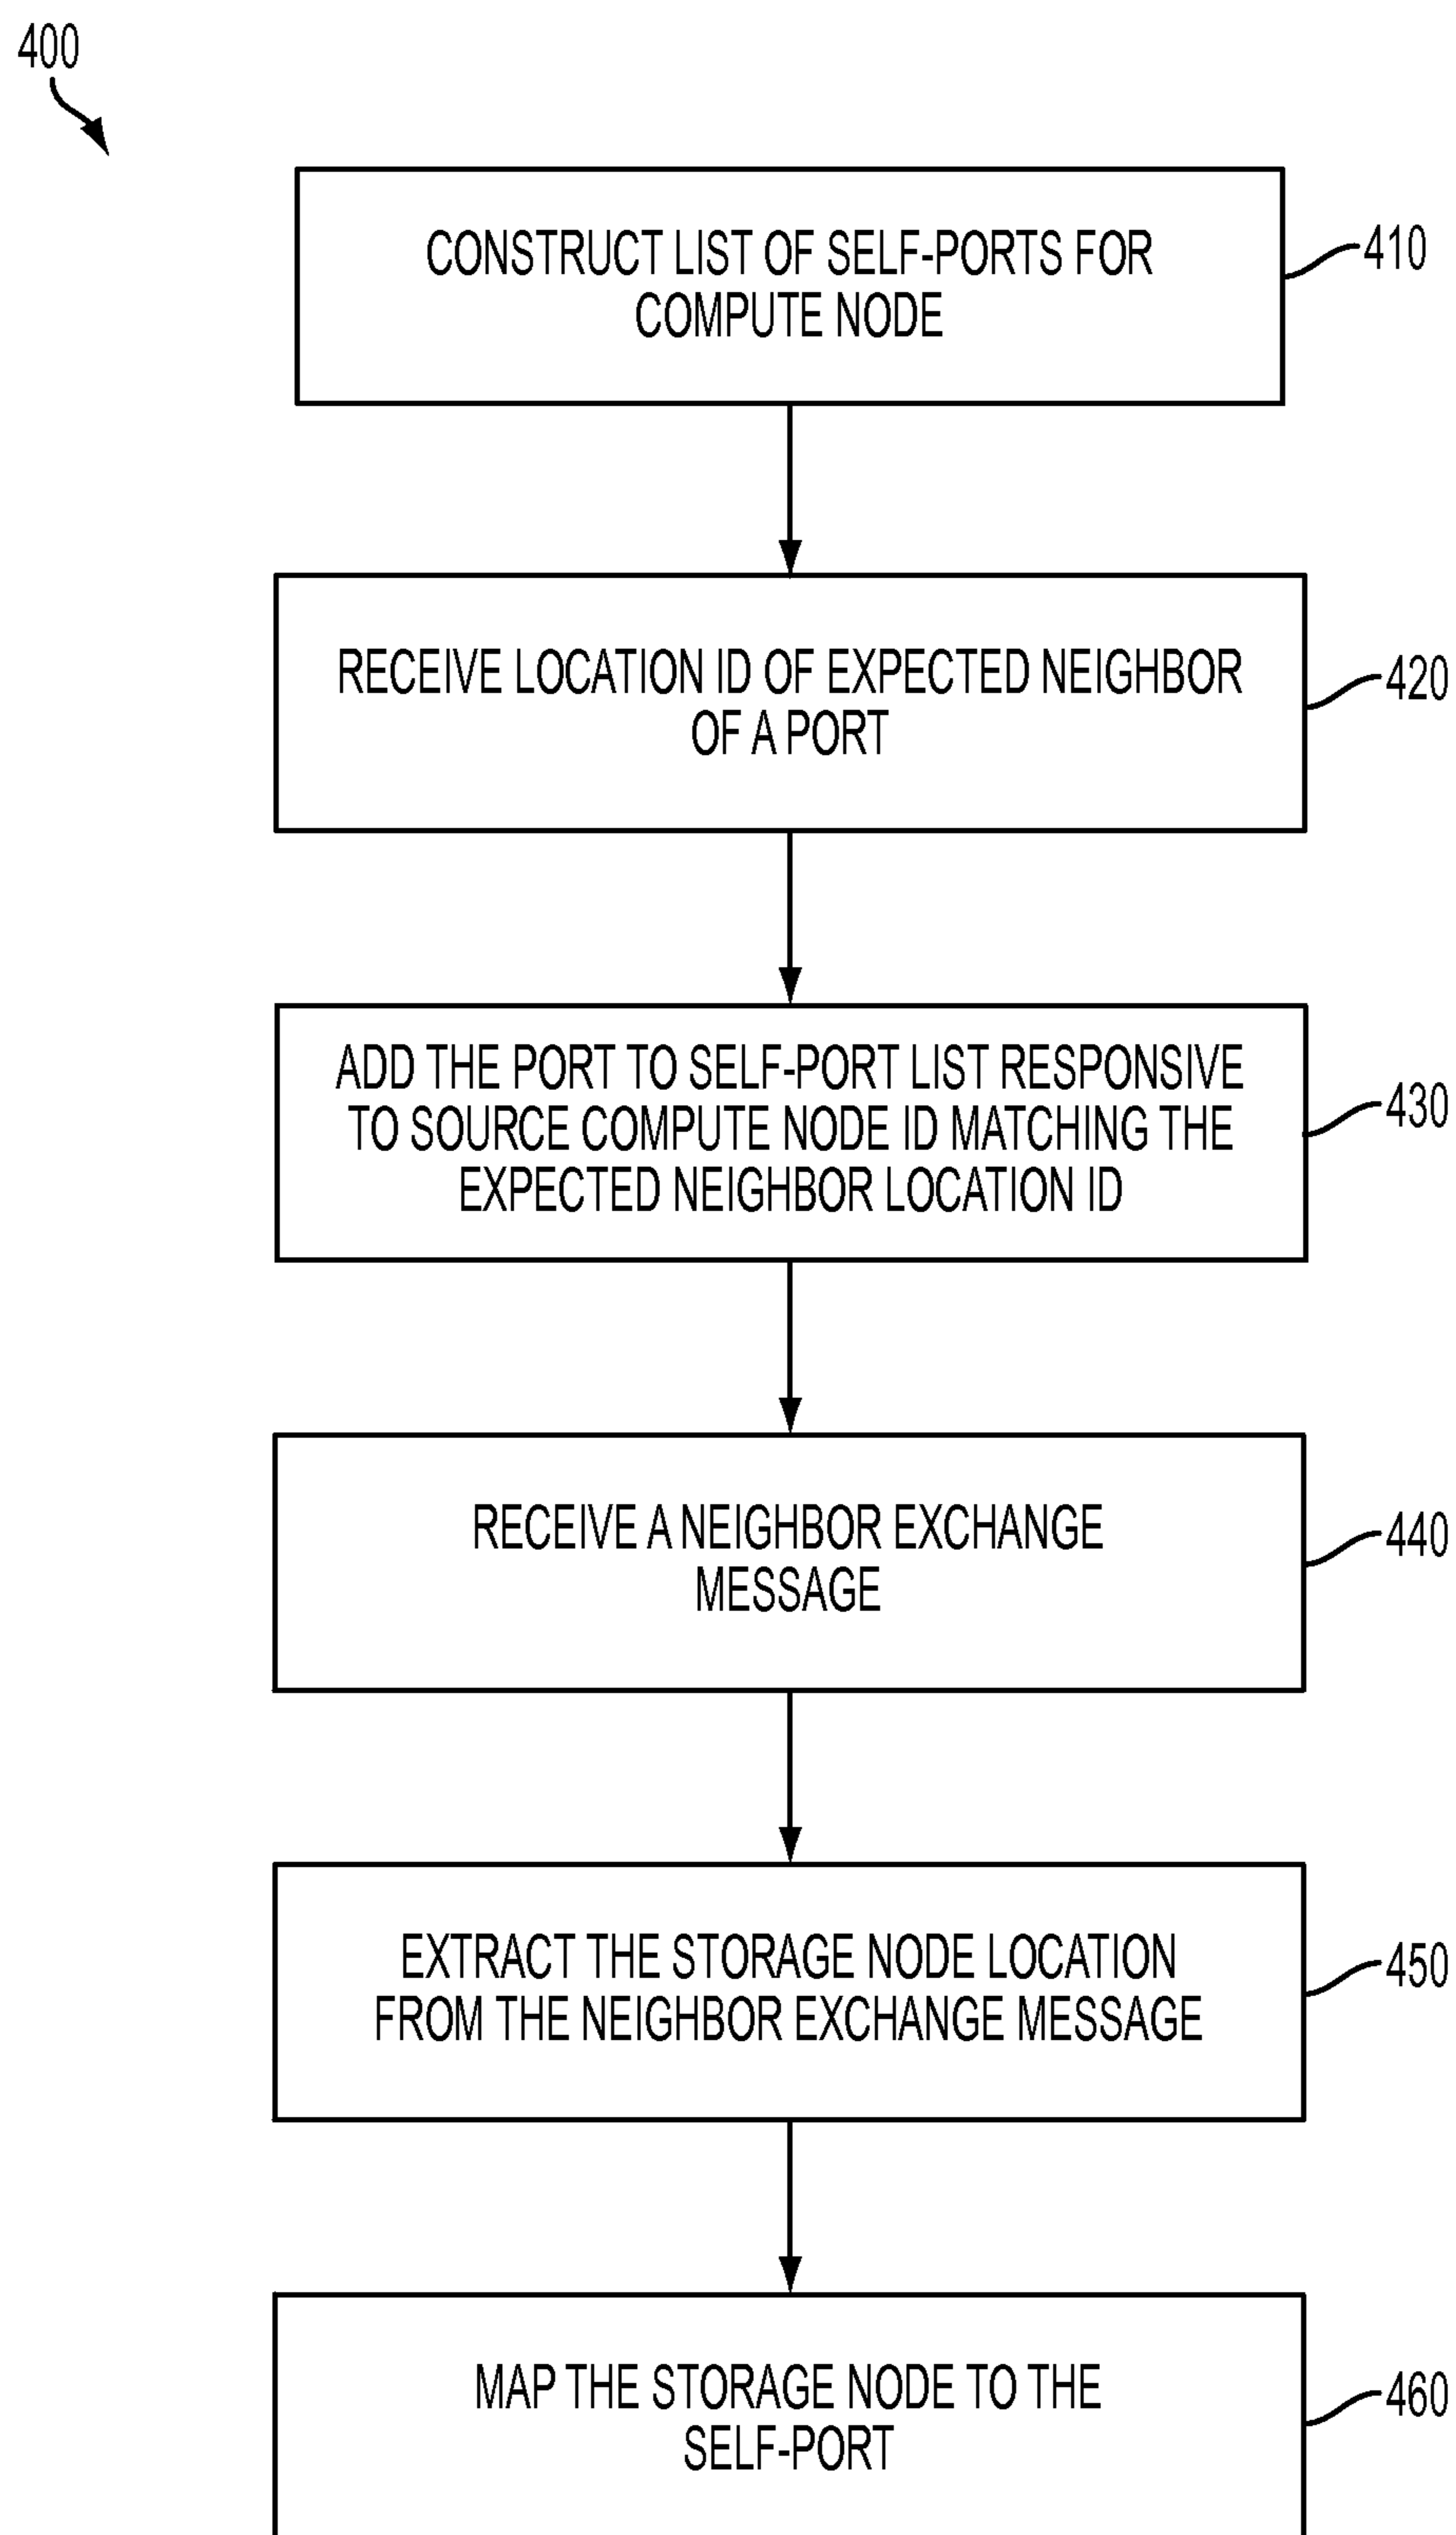 400
CONSTRUCT LIST OF SELF-PORTS FOR
COMPUTE NODE
410
RECEIVE LOCATION ID OF EXPECTED NEIGHBOR
OF A PORT
420
ADD THE PORT TO SELF-PORT LIST RESPONSIVE
TO SOURCE COMPUTE NODE ID MATCHING THE
EXPECTED NEIGHBOR LOCATION ID
430
RECEIVE A NEIGHBOR EXCHANGE
MESSAGE
440
EXTRACT THE STORAGE NODE LOCATION
FROM THE NEIGHBOR EXCHANGE MESSAGE
450
MAP THE STORAGE NODE TO THE
SELF-PORT
460